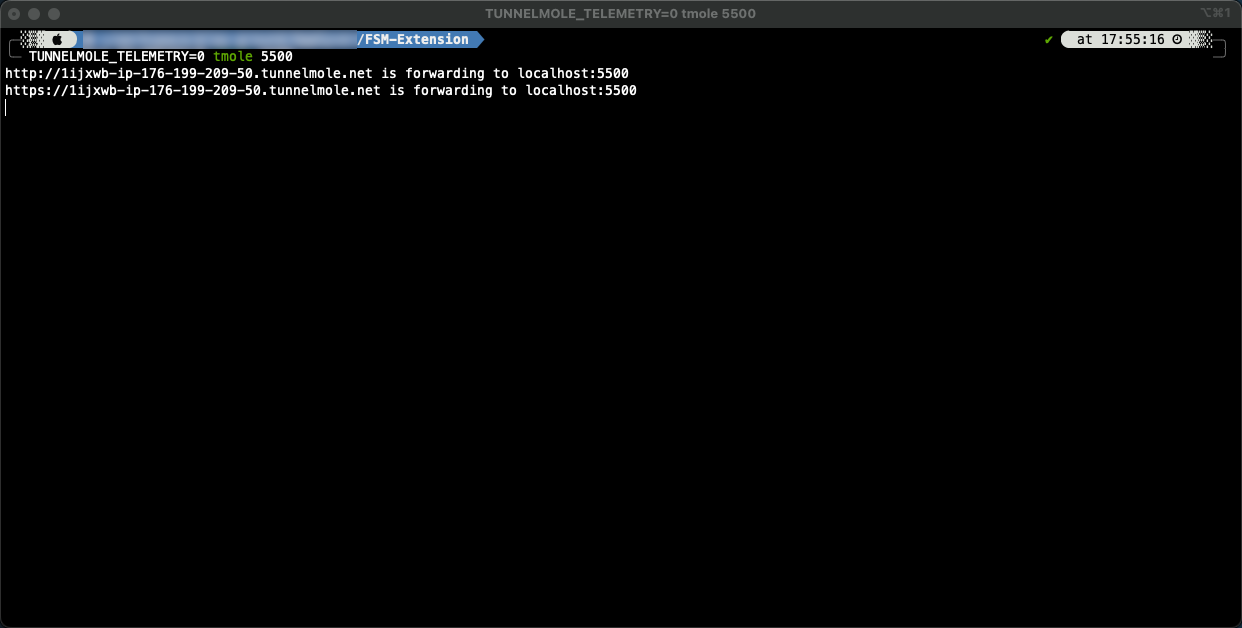 TUNNELMOLE_TELEMETRY=0 tmole 5500
⌥⌘1
/FSM-Extension ✔ at 17:55:16
TUNNELMOLE_TELEMETRY=0 tmole 5500
http://1ijxwb-ip-176-199-209-50.tunnelmole.net is forwarding to localhost:5500
https://1ijxwb-ip-176-199-209-50.tunnelmole.net is forwarding to localhost:5500